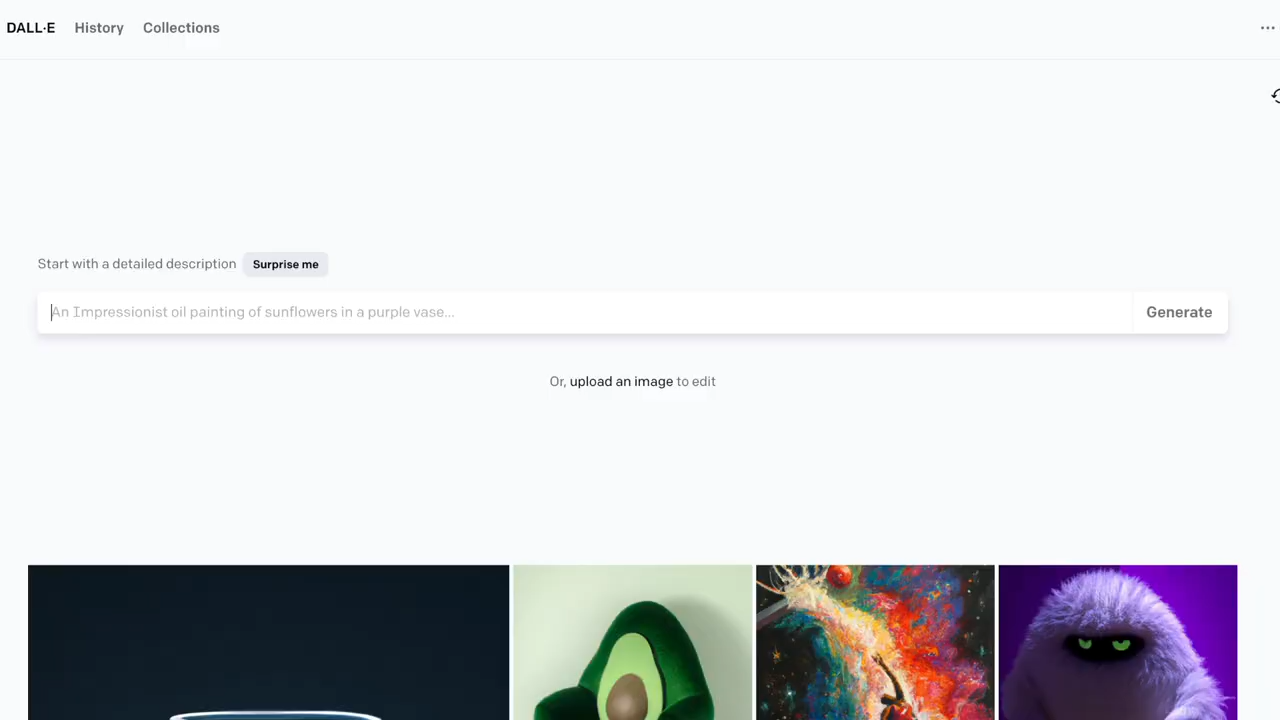 DALL·E History Collections
Start with a detailed description Surprise me
An Impressionist oil painting of sunflowers in a purple vase... Generate
Or, upload an image to edit